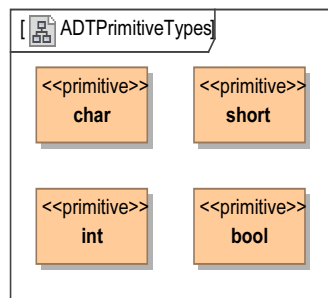 [ ADTPrimitiveTypes]
<<primitive>> <<primitive>>
char short
<<primitive>> <<primitive>>
int bool